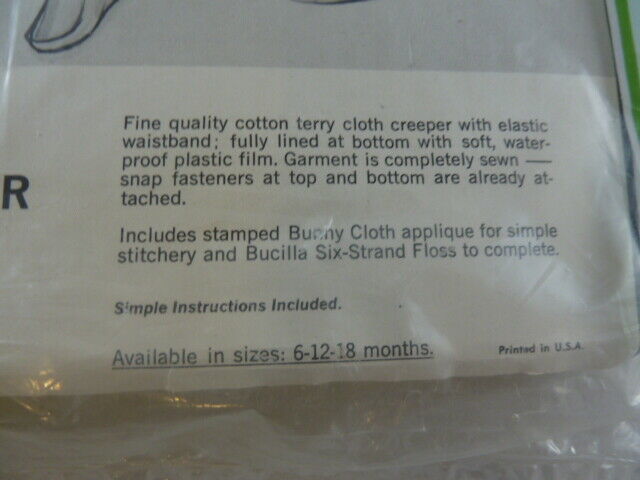 Fine quality cotton terry cloth creeper with elastic
waistband; fully lined at bottom with soft, water-
proof plastic film. Garment is completely sewn —
snap fasteners at top and bottom are already at-
tached.
R
Includes stamped Bunny Cloth applique for simple
stitchery and Bucilla Six-Strand Floss to complete.
Simple Instructions Included.
Available in sizes: 6-12-18 months.
Printed in U.S.A.